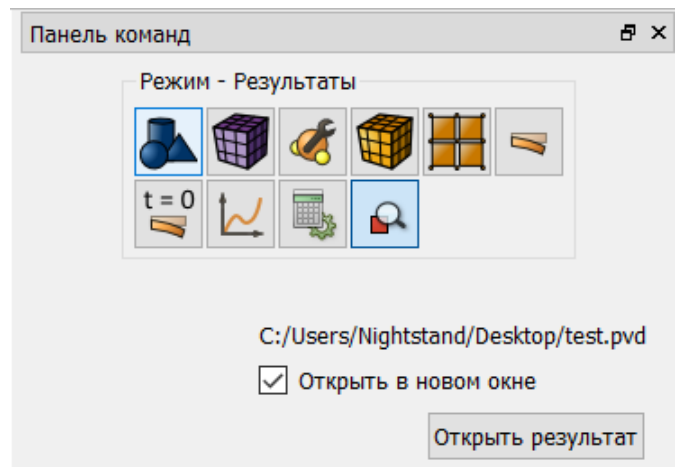 Панель команд
Режим - Результаты
t = 0
C:/Users/Nightstand/Desktop/test.pvd
Открыть в новом окне
Открыть результат